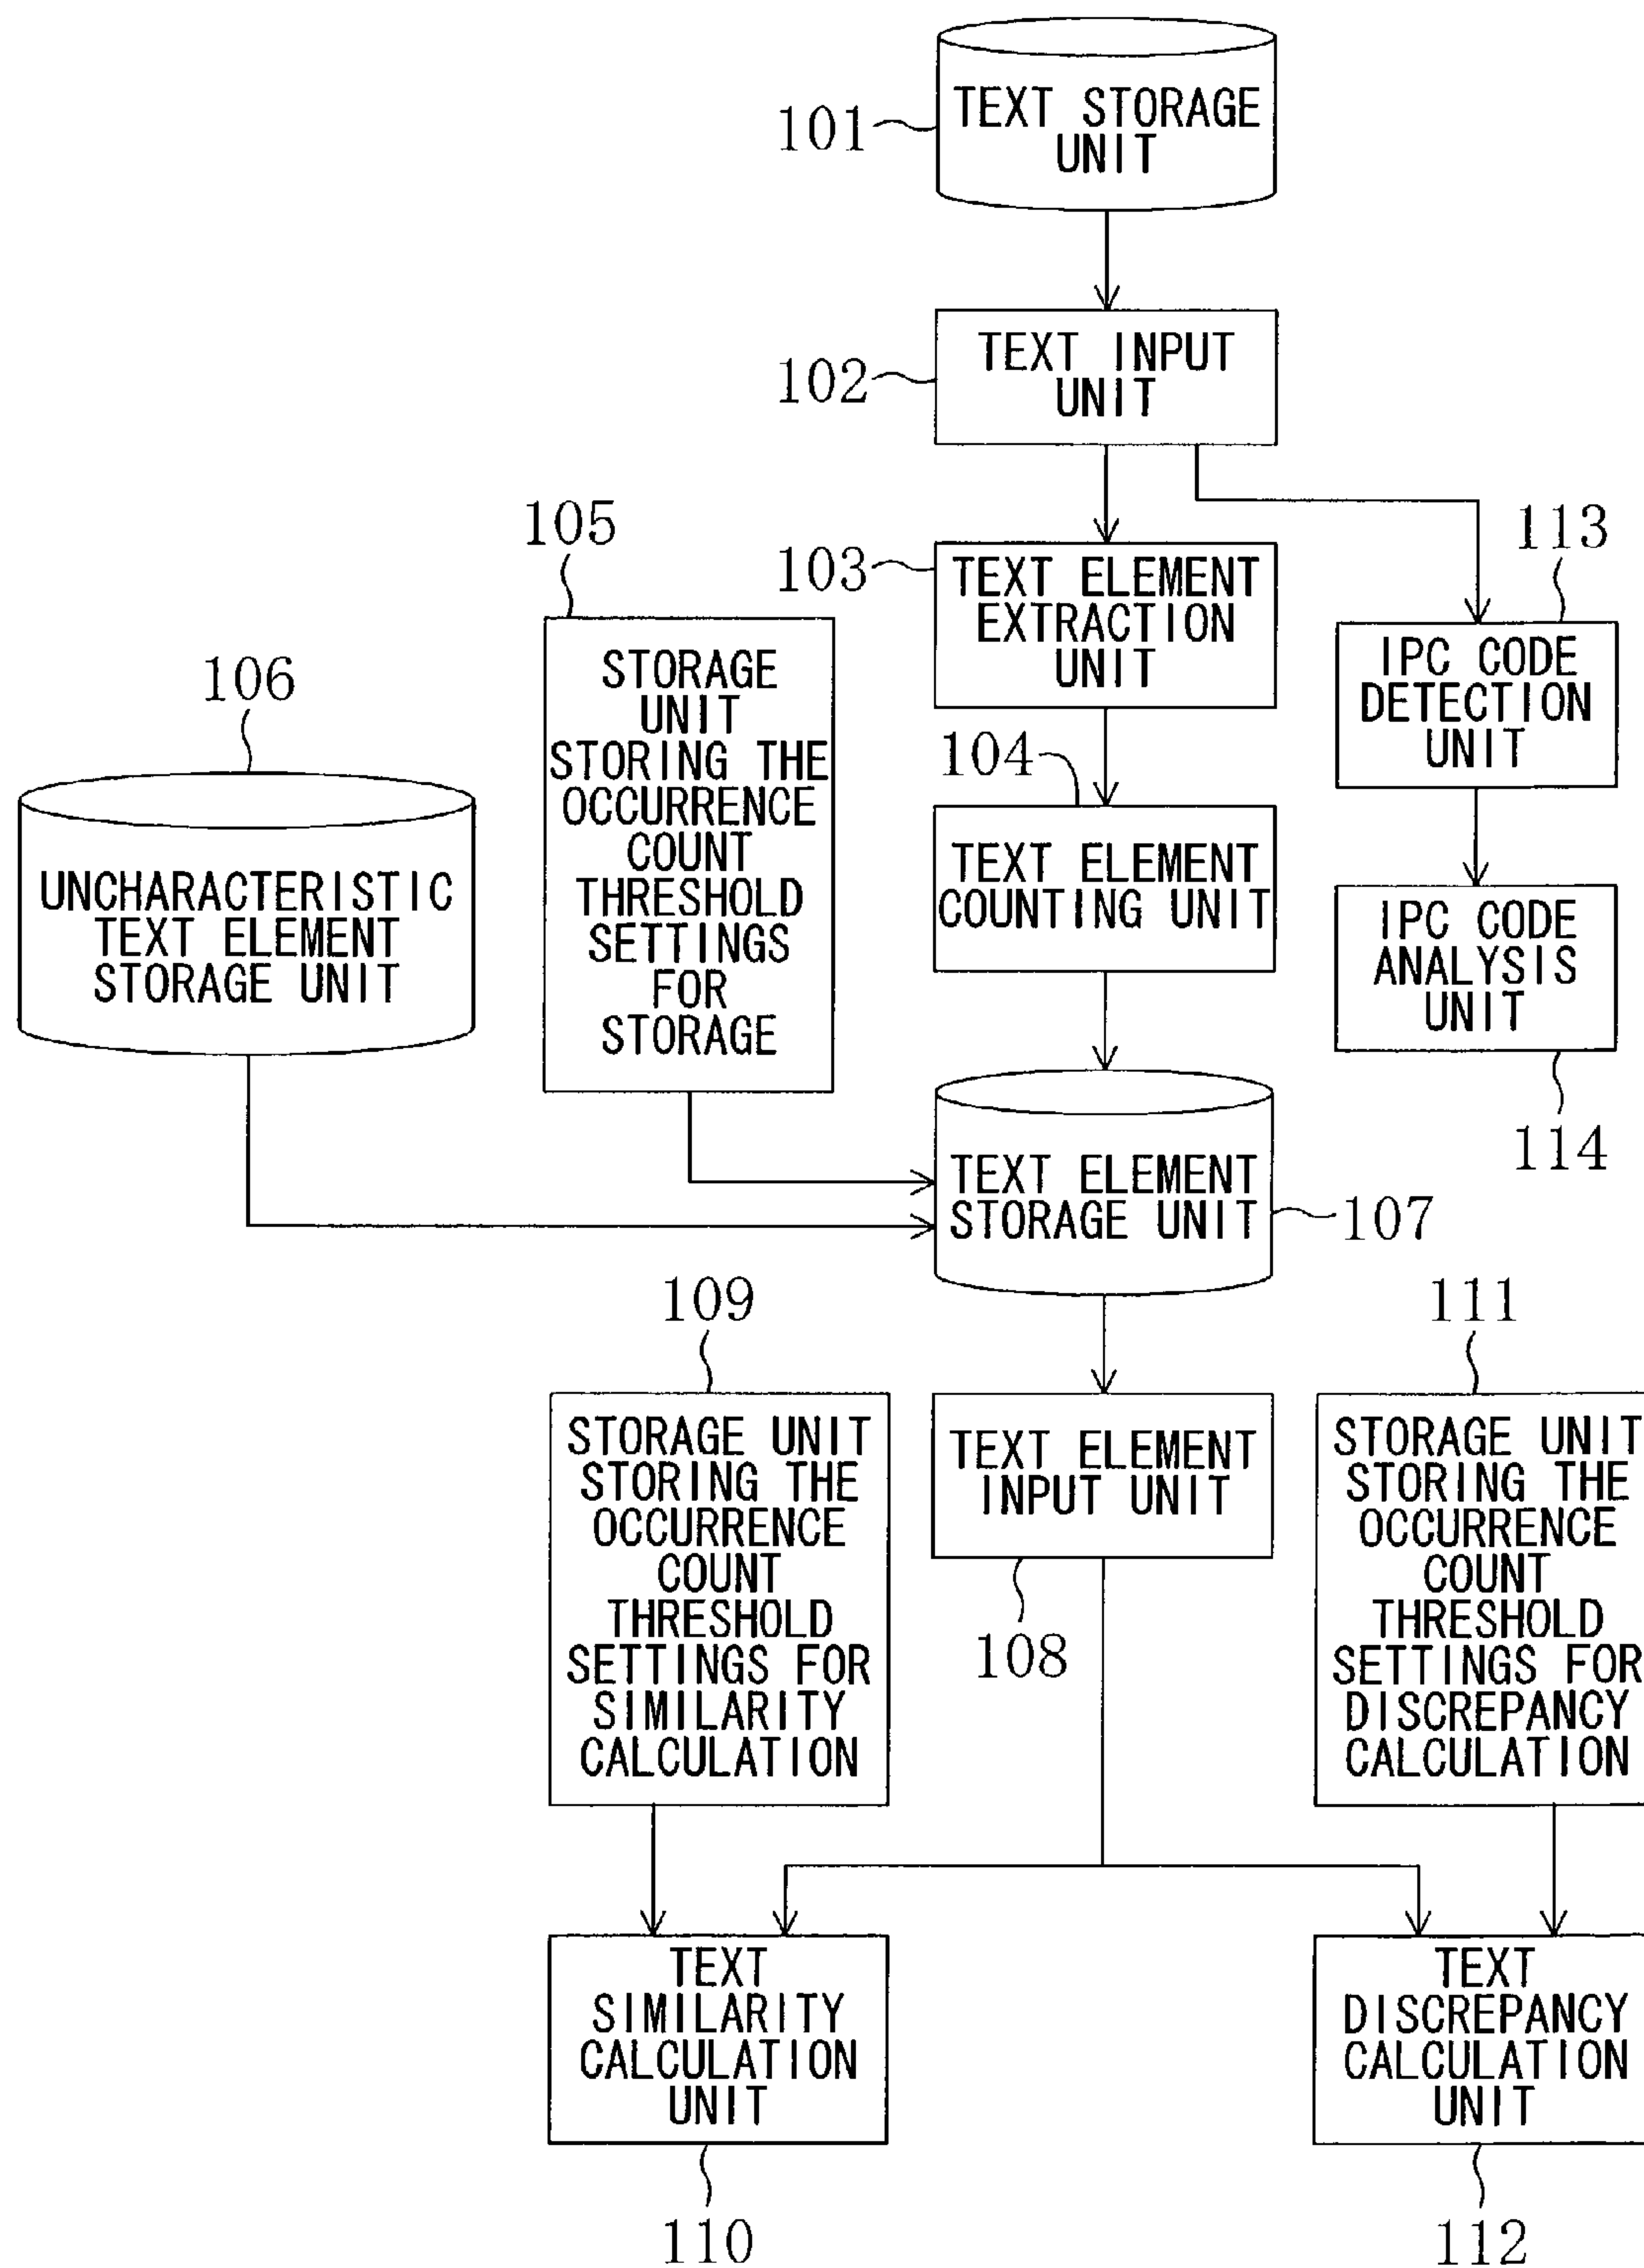 101
TEXT STORAGE
UNIT
102
TEXT INPUT
UNIT
103
TEXT ELEMENT
EXTRACTION
UNIT
113
IPC CODE
DETECTION
UNIT
105
STORAGE
UNIT
STORING THE
OCCURRENCE
COUNT
THRESHOLD
SETTINGS
FOR
STORAGE
106
UNCHARACTERISTIC
TEXT ELEMENT
STORAGE UNIT
104
TEXT ELEMENT
COUNTING UNIT
IPC CODE
ANALYSIS
UNIT
114
TEXT ELEMENT
STORAGE UNIT
107
109
STORAGE UNIT
STORING THE
OCCURRENCE
COUNT
THRESHOLD
SETTINGS FOR
SIMILARITY
CALCULATION
TEXT ELEMENT
INPUT UNIT
108
111
STORAGE UNIT
STORING THE
OCCURRENCE
COUNT
THRESHOLD
SETTINGS FOR
DISCREPANCY
CALCULATION
TEXT
SIMILARITY
CALCULATION
UNIT
110
TEXT
DISCREPANCY
CALCULATION
UNIT
112